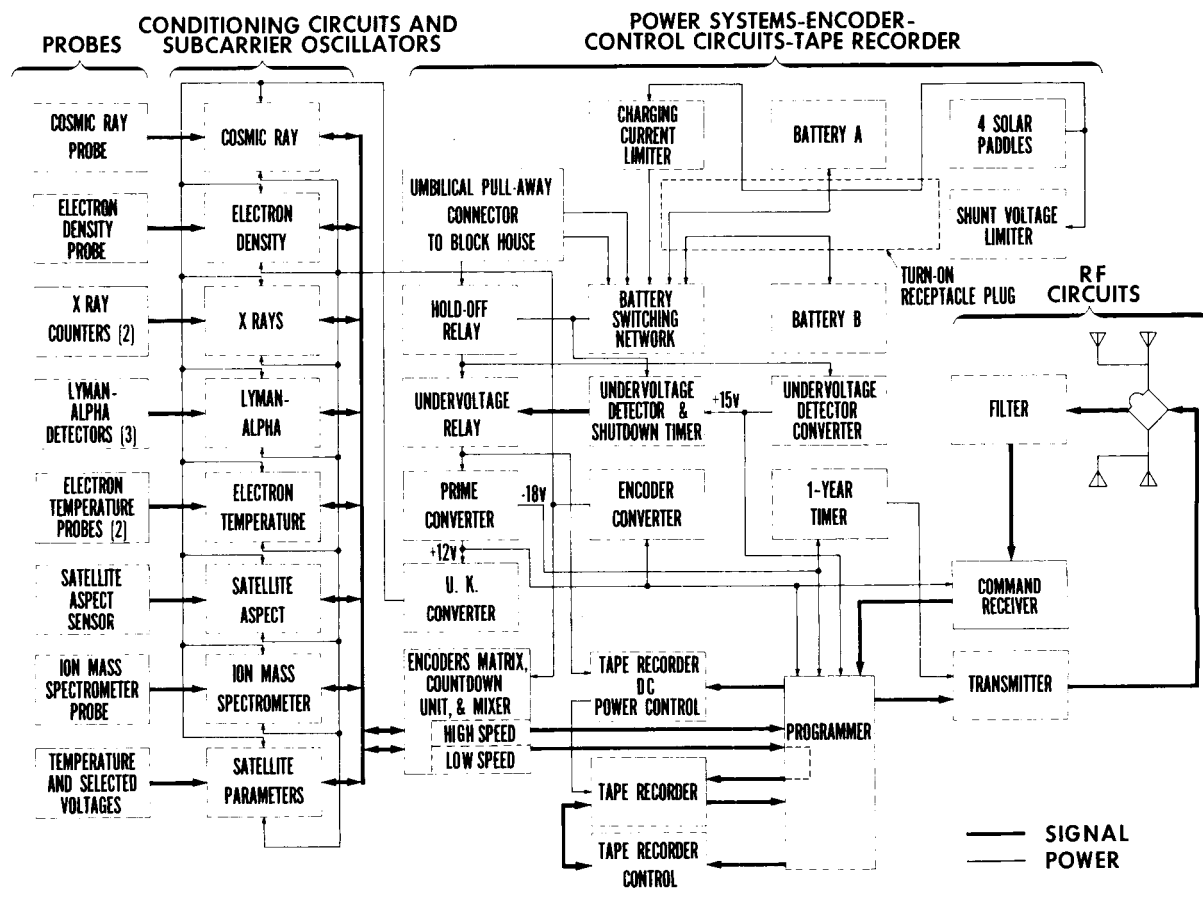 PROBES
CONDITIONING CIRCUITS AND
SUBCARRIER OSCILLATORS
POWER SYSTEMS-ENCODER-
CONTROL CIRCUITS-TAPE RECORDER
COSMIC RAY
PROBE
ELECTRON
DENSITY
PROBE
X RAY
COUNTERS (2)
LYMAN-
ALPHA
DETECTORS (3)
ELECTRON
TEMPERATURE
PROBES (2)
SATELLITE
ASPECT
SENSOR
ION MASS
SPECTROMETER
PROBE
TEMPERATURE
AND SELECTED
VOLTAGES
COSMIC RAY
ELECTRON
DENSITY
X RAYS
LYMAN-
ALPHA
ELECTRON
TEMPERATURE
SATELLITE
ASPECT
ION MASS
SPECTROMETER
SATELLITE
PARAMETERS
CHARGING
CURRENT
LIMITER
BATTERY A
4 SOLAR
PADDLES
UMBILICAL PULL-AWAY
CONNECTOR
TO BLOCK HOUSE
SHUNT VOLTAGE
LIMITER
TURN-ON
RECEPTACLE PLUG
HOLD-OFF
RELAY
BATTERY
SWITCHING
NETWORK
BATTERY B
UNDERVOLTAGE
RELAY
UNDERVOLTAGE
DETECTOR &
SHUTDOWN TIMER
+15v
UNDERVOLTAGE
DETECTOR
CONVERTER
PRIME
CONVERTER
-18v
ENCODER
CONVERTER
1-YEAR
TIMER
+12v
U. K.
CONVERTER
ENCODERS MATRIX,
COUNTDOWN
UNIT, & MIXER
HIGH SPEED
LOW SPEED
TAPE RECORDER
DC
POWER CONTROL
PROGRAMMER
TAPE RECORDER
TAPE RECORDER
CONTROL
RF
CIRCUITS
FILTER
COMMAND
RECEIVER
TRANSMITTER
SIGNAL
POWER